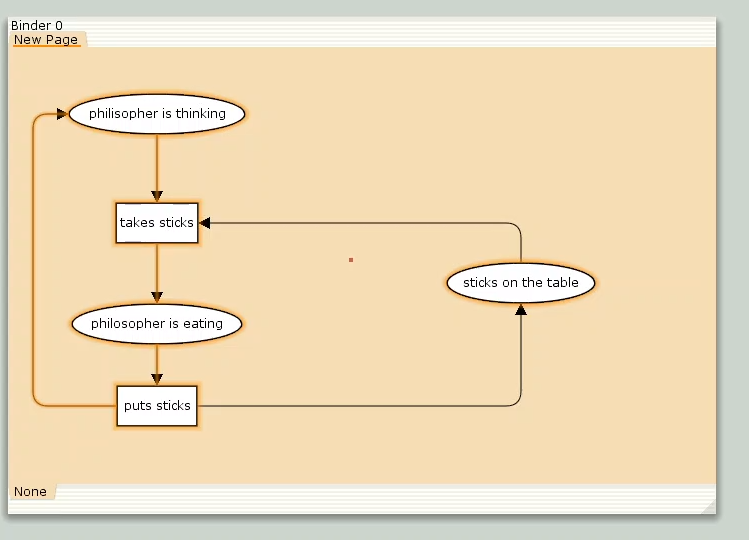 Binder 0
New Page
philisopher is thinking
takes sticks
sticks on the table
philosopher is eating
puts sticks
None